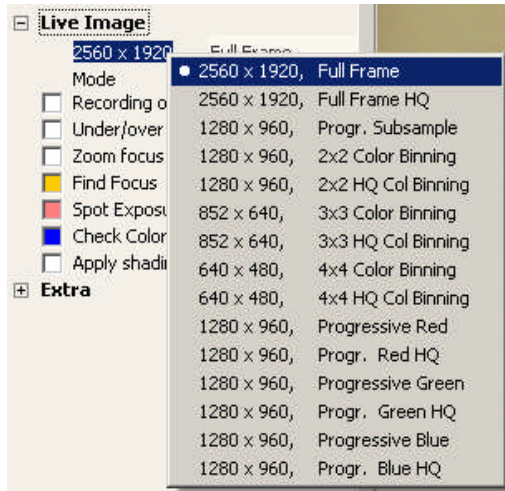 Live Image
2560 x 1920 Full Frame
Mode
Recording o
Under/over
Zoom focus
Find Focus
Spot Exposu
Check Color
Apply shadi
Extra
2560 x 1920, Full Frame
2560 x 1920, Full Frame HQ
1280 x 960, Progr. Subsample
1280 x 960, 2x2 Color Binning
1280 x 960, 2x2 HQ Col Binning
852 x 640, 3x3 Color Binning
852 x 640, 3x3 HQ Col Binning
640 x 480, 4x4 Color Binning
640 x 480, 4x4 HQ Col Binning
1280 x 960, Progressive Red
1280 x 960, Progr. Red HQ
1280 x 960, Progressive Green
1280 x 960, Progr. Green HQ
1280 x 960, Progressive Blue
1280 x 960, Progr. Blue HQ